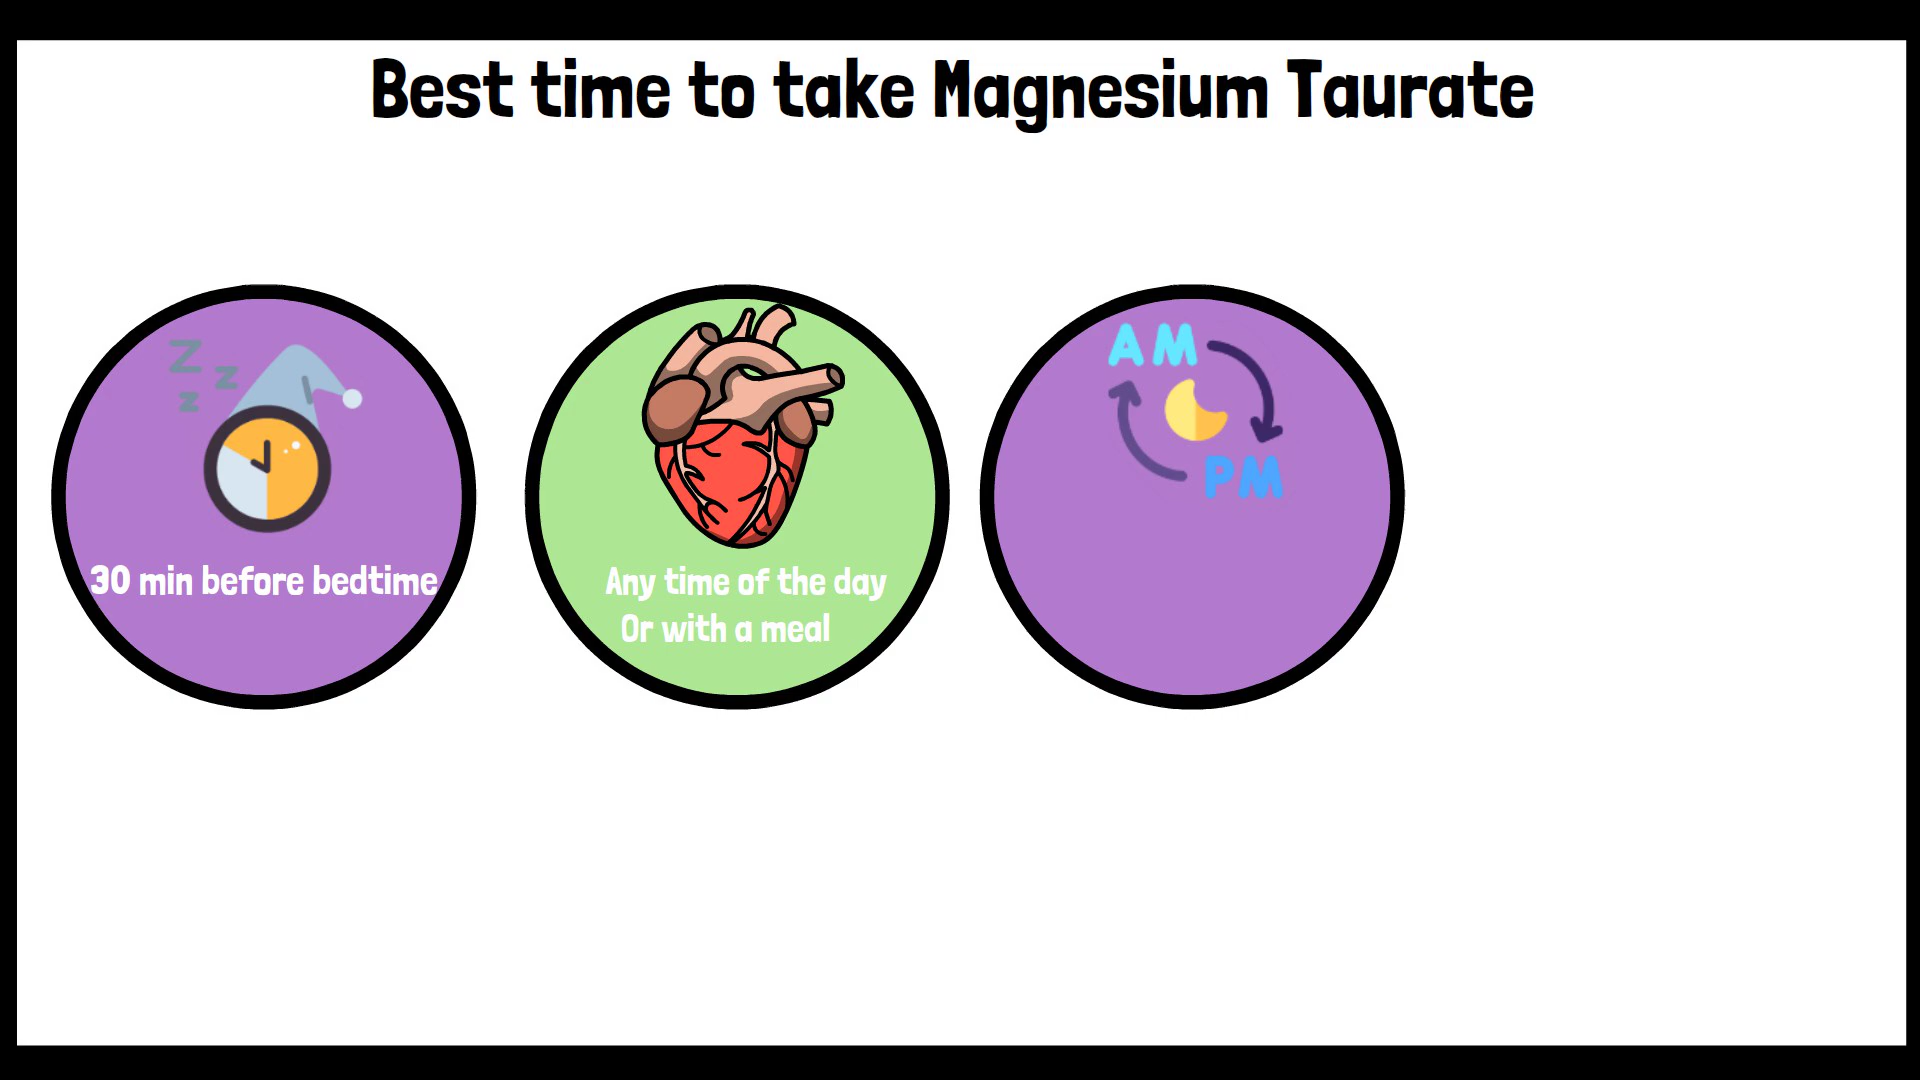 Best time to take Magnesium Taurate
Z
Z
Z
30 min before bedtime
Any time of the day
Or with a meal
AM
PM